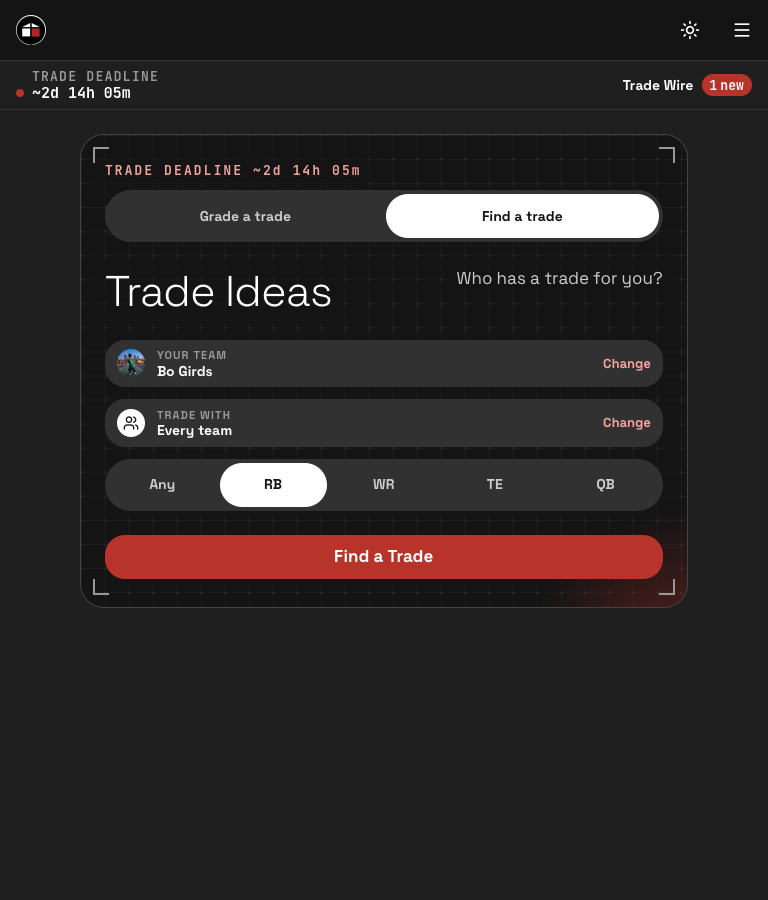 TRADE DEADLINE
~2d 14h 05m
Trade Wire
1 new
TRADE DEADLINE ~2d 14h 05m
Grade a trade
Find a trade
Trade Ideas
Who has a trade for you?
YOUR TEAM
Bo Girds
Change
TRADE WITH
Every team
Change
Any
RB
WR
TE
QB
Find a Trade